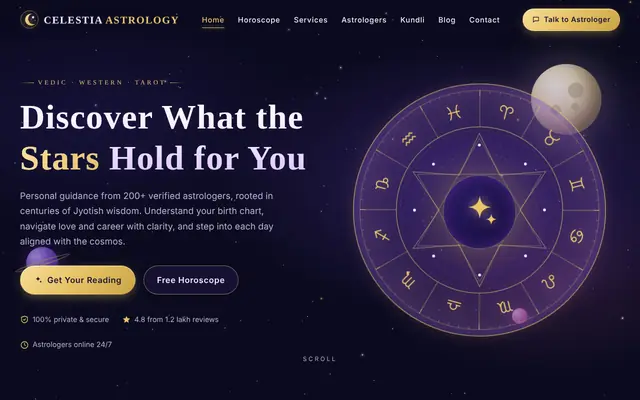 CELESTIA ASTROLOGY
Home Horoscope Services Astrologers Kundli Blog Contact
Talk to Astrologer
VEDIC · WESTERN · TAROT
Discover What the
Stars Hold for You
Personal guidance from 200+ verified astrologers, rooted in
centuries of Jyotish wisdom. Understand your birth chart,
navigate love and career with clarity, and step into each day
aligned with the cosmos.
Get Your Reading
Free Horoscope
100% private & secure
4.8 from 1.2 lakh reviews
Astrologers online 24/7
SCROLL